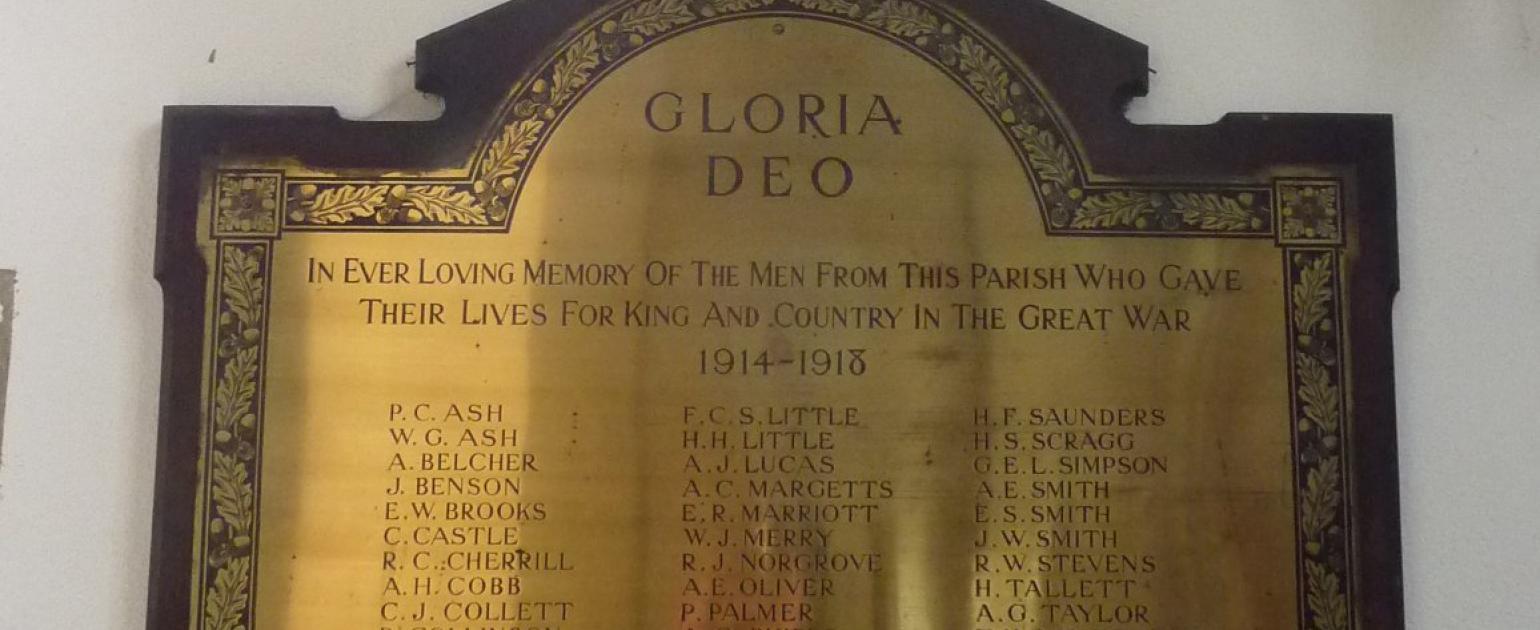 GLORIA
DEO
IN EVER LOVING MEMORY OF THE MEN FROM THIS PARISH WHO GAVE
THEIR LIVES FOR KING AND COUNTRY IN THE GREAT WAR
1914-1918
P. C. ASH
W. G. ASH
A. BELCHER
J. BENSON
E. W. BROOKS
C. CASTLE
R. C. CHERRILL
A. H. COBB
C. J. COLLETT
F. C. S. LITTLE
H. H. LITTLE
A. J. LUCAS
A. C. MARGETTS
E. R. MARRIOTT
W. J. MERRY
R. J. NORGROVE
A. E. OLIVER
P. PALMER
H. F. SAUNDERS
H. S. SCRAGG
G. E. L. SIMPSON
A. E. SMITH
E. S. SMITH
J. W. SMITH
R. W. STEVENS
H. TALLETT
A. G. TAYLOR